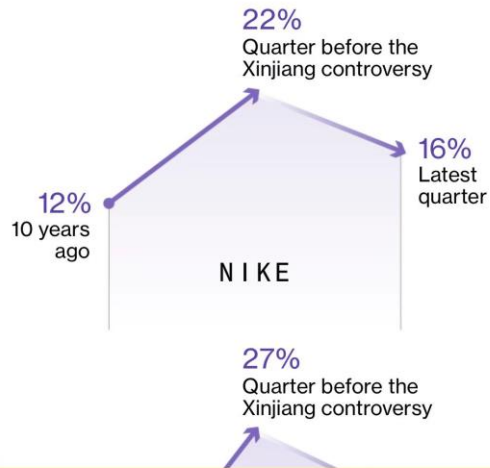 22%
Quarter before the
Xinjiang controversy
16%
Latest
quarter
12%
10 years
ago
NIKE
27%
Quarter before the
Xinjiang controversy